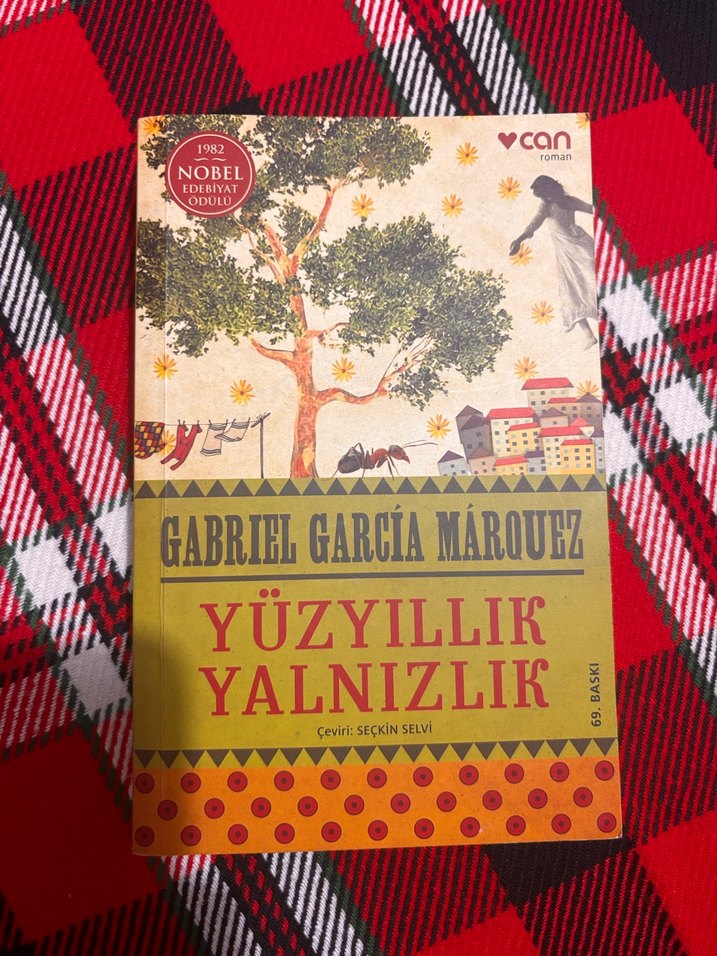 1982
NOBEL
EDEBİYAT
ÖDÜLÜ
can
roman
GABRIEL GARCÍA MÁRQUEZ
YÜZYILLIK
YALNIZLIK
Çeviri: SEÇKİN SELVİ
69. BASKI